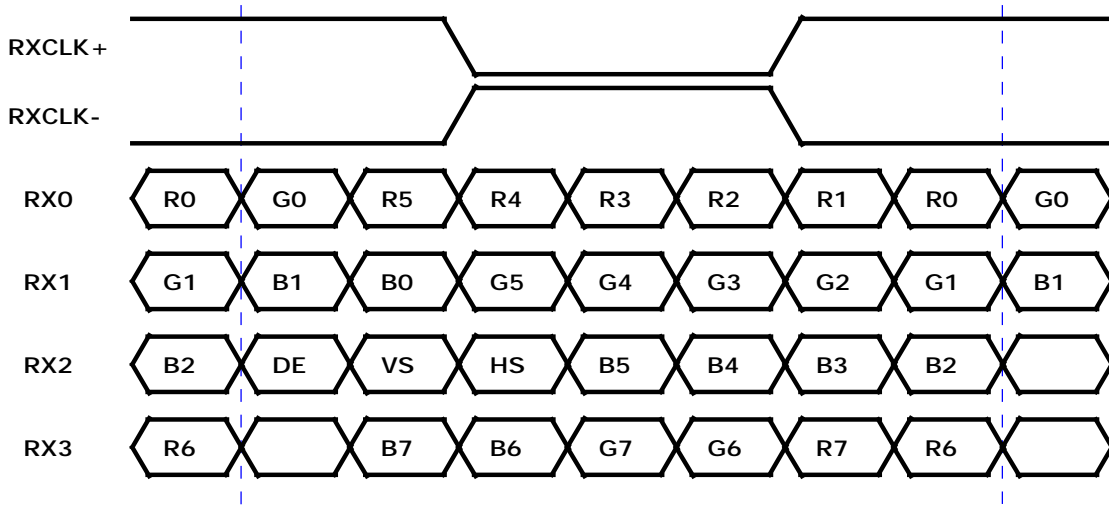 RXCLK+
RXCLK-
RX0 R0 G0 R5 R4 R3 R2 R1 R0 G0
RX1 G1 B1 B0 G5 G4 G3 G2 G1 B1
RX2 B2 DE VS HS B5 B4 B3 B2
RX3 R6 B7 B6 G7 G6 R7 R6